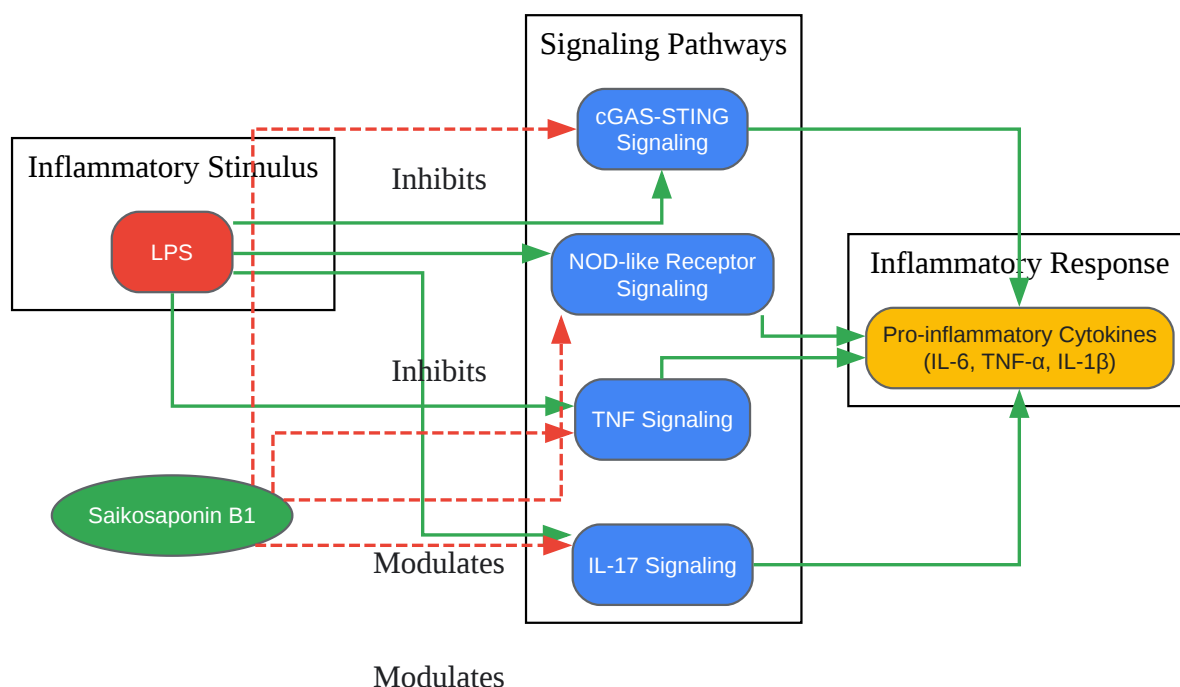 Signaling Pathways
cGAS-STING
Signaling
Inflammatory Stimulus
Inhibits
LPS
NOD-like Receptor
Signaling
Inflammatory Response
Pro-inflammatory Cytokines
(IL-6, TNF-α, IL-1β)
Inhibits
TNF Signaling
Saikosaponin B1
Modulates
IL-17 Signaling
Modulates